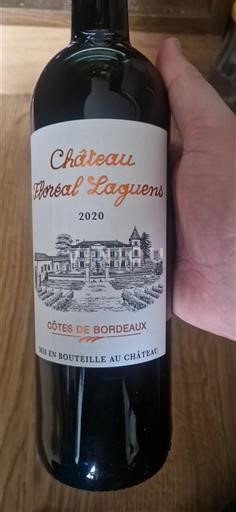 Château
Floréal Laguens
2020
CÔTES DE BORDEAUX
MIS EN BOUTEILLE AU CHÂTEAU